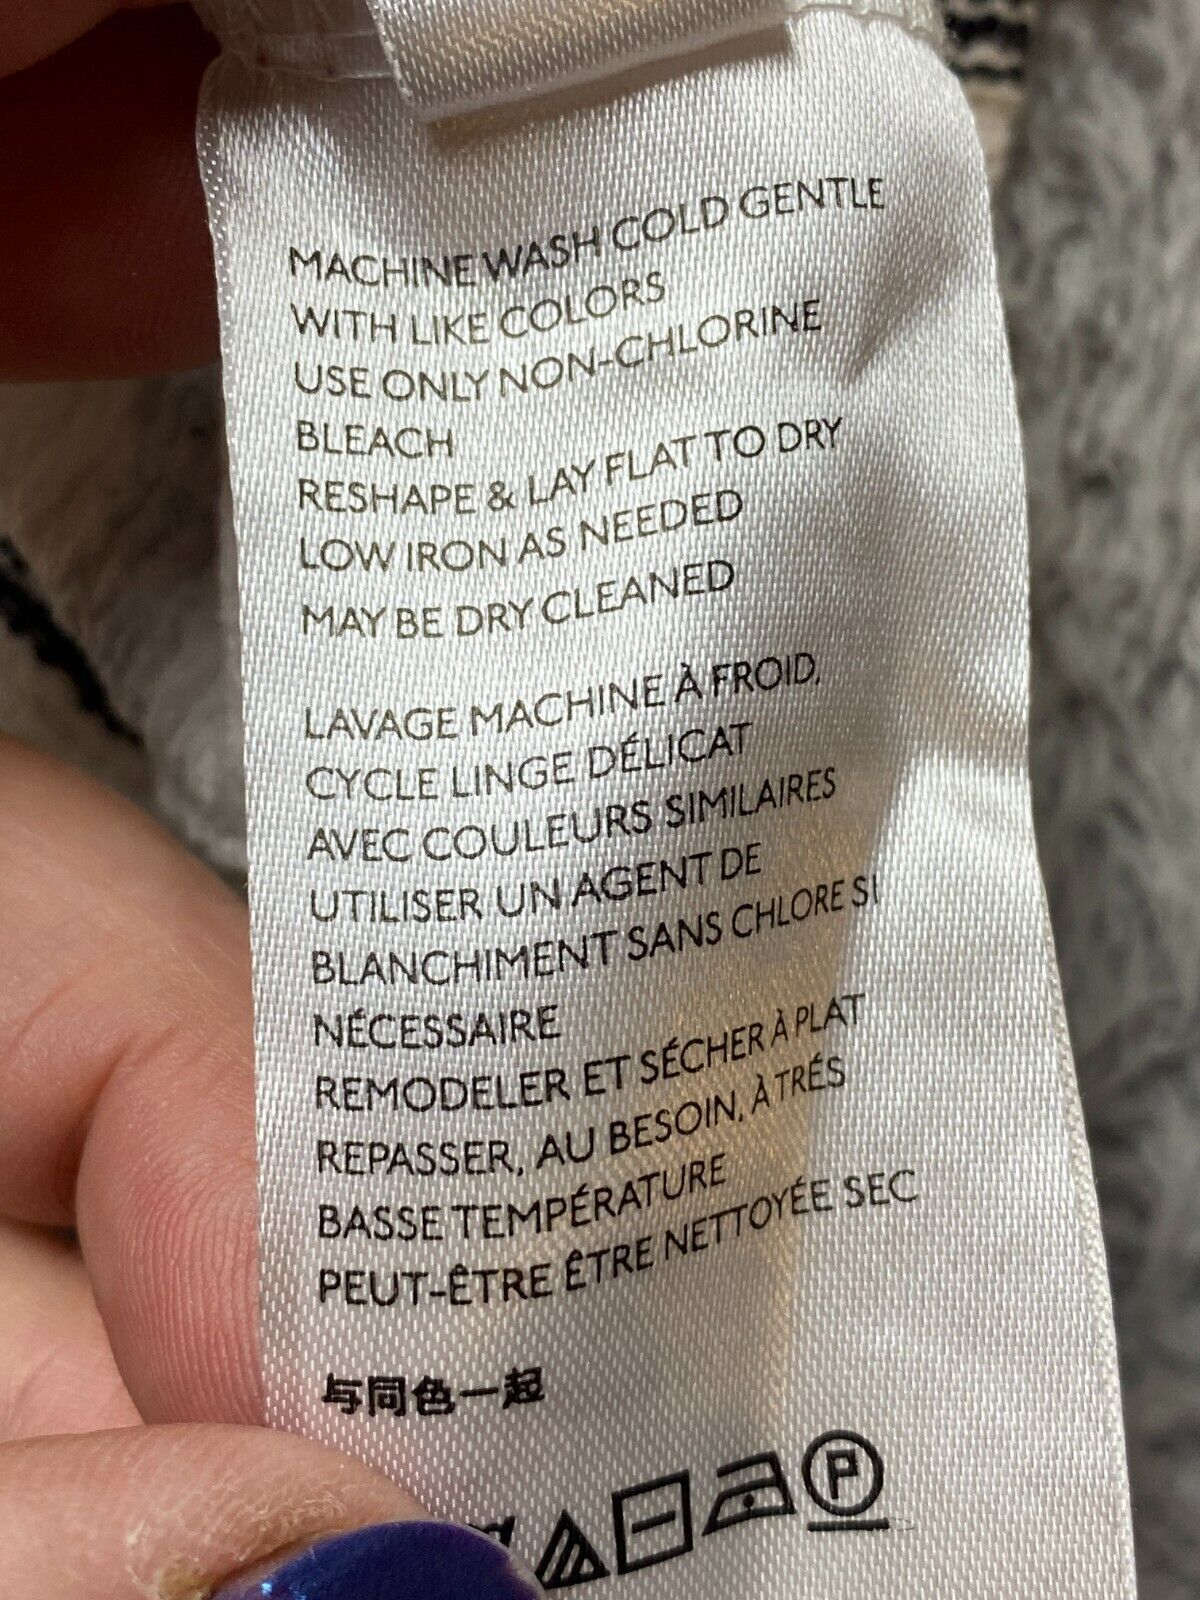 MACHINE WASH COLD GENTLE
WITH LIKE COLORS
USE ONLY NON-CHLORINE
BLEACH
RESHAPE & LAY FLAT TO DRY
LOW IRON AS NEEDED
MAY BE DRY CLEANED
LAVAGE MACHINE À FROID,
CYCLE LINGE DÉLICAT
AVEC COULEURS SIMILAIRES
UTILISER UN AGENT DE
BLANCHIMENT SANS CHLORE SI
NÉCESSAIRE
REMODELER ET SÉCHER À PLAT
REPASSER, AU BESOIN, À TRÉS
BASSE TEMPÉRATURE
PEUT-ÊTRE ÊTRE NETTOYÉE SEC
与同色一起
P